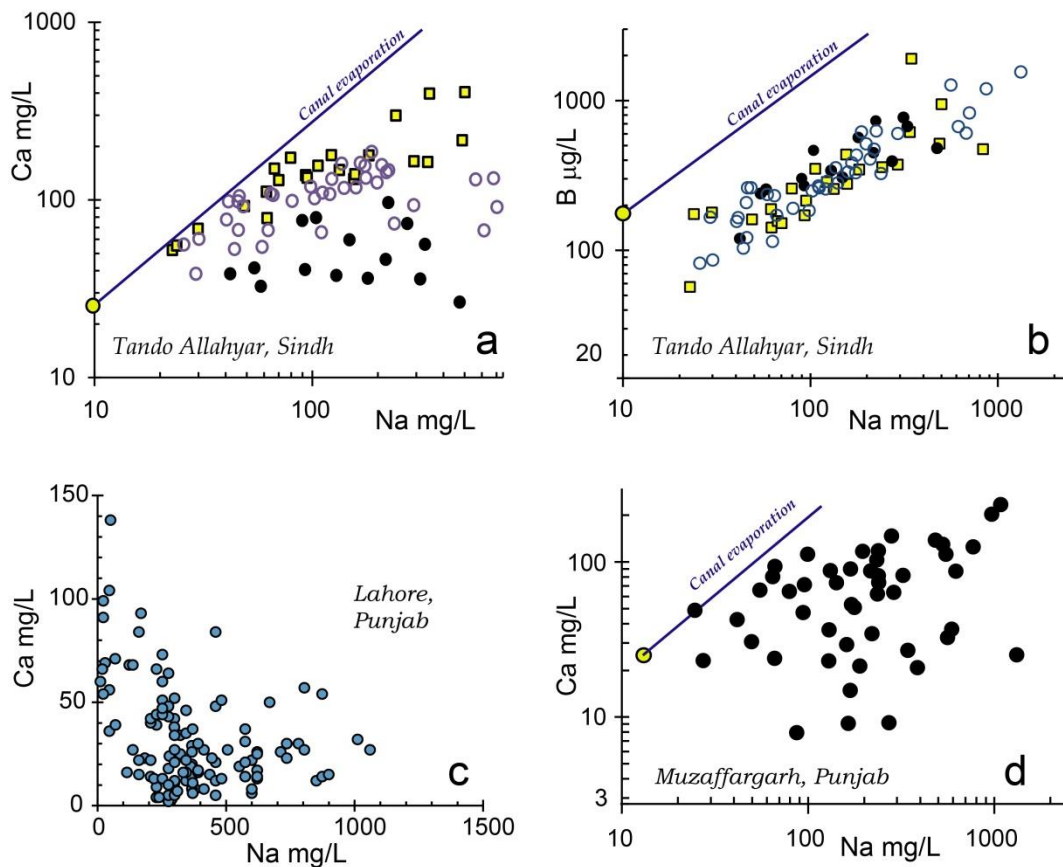 1000
Ca mg/L
100
10
Canal evaporation
Tando Allahyar, Sindh
a
10
100
Na mg/L
1000
B µg/L
100
20
Canal evaporation
Tando Allahyar, Sindh
b
10
100
1000
Na mg/L
150
Ca mg/L
100
50
0
Lahore,
Punjab
c
0
500
1000
1500
Na mg/L
100
Ca mg/L
10
3
Canal evaporation
Muzaffargarh, Punjab
d
10
100
1000
Na mg/L